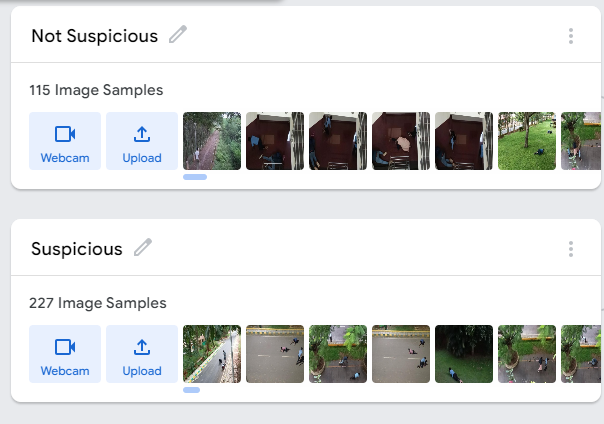 Not Suspicious
115 Image Samples
Webcam
Upload
Suspicious
227 Image Samples
Webcam
Upload